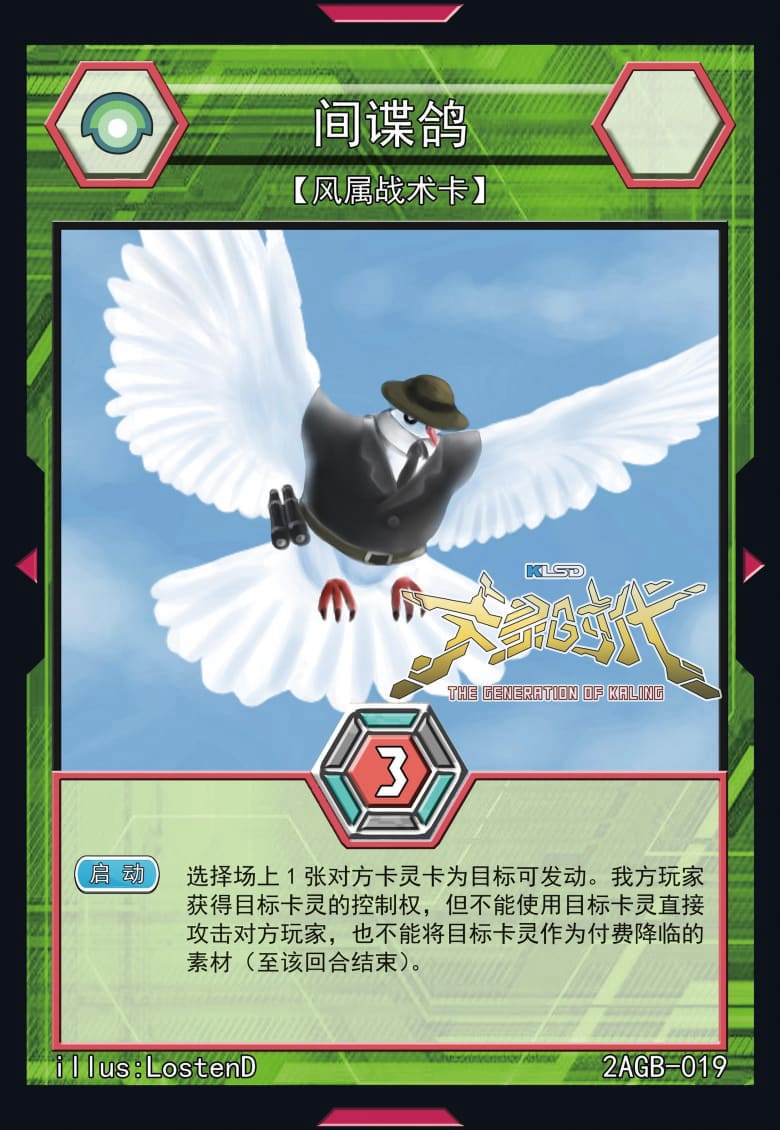 间谍鸽
【风属战术卡】
KLSD
卡灵时代
THE GENERATION OF KALING
3
启动
选择场上1张对方卡灵卡为目标可发动。我方玩家
获得目标卡灵的控制权，但不能使用目标卡灵直接
攻击对方玩家，也不能将目标卡灵作为付费降临的
素材（至该回合结束）。
illus:LostenD
2AGB-019